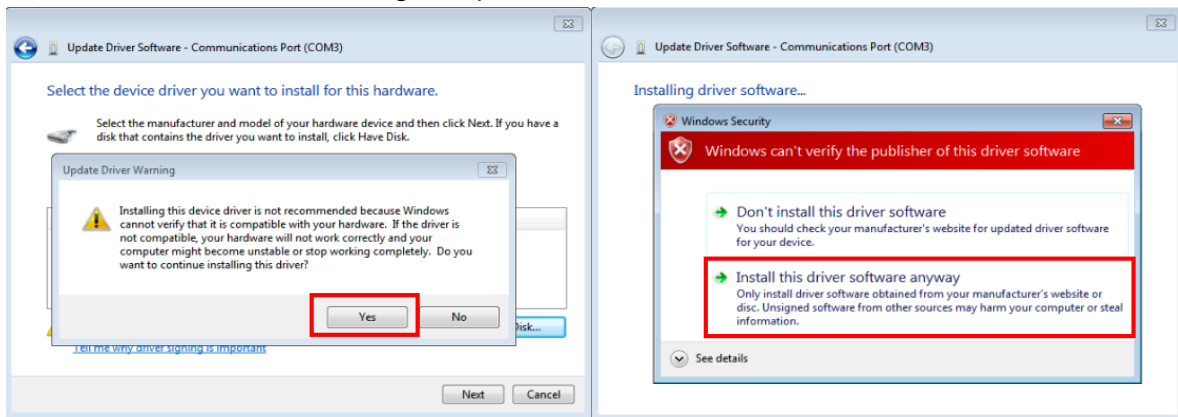 Update Driver Software - Communications Port (COM3)
Select the device driver you want to install for this hardware.
Select the manufacturer and model of your hardware device and then click Next. If you have a
disk that contains the driver you want to install, click Have Disk.
Update Driver Warning
Installing this device driver is not recommended because Windows
cannot verify that it is compatible with your hardware. If the driver is
not compatible, your hardware will not work correctly and your
computer might become unstable or stop working completely. Do you
want to continue installing this driver?
Yes
No
Disk...
Tell me why driver signing is important
Next
Cancel
Update Driver Software - Communications Port (COM3)
Installing driver software...
Windows Security
Windows can't verify the publisher of this driver software
Don't install this driver software
You should check your manufacturer's website for updated driver software
for your device.
Install this driver software anyway
Only install driver software obtained from your manufacturer's website or
disc. Unsigned software from other sources may harm your computer or steal
information.
See details